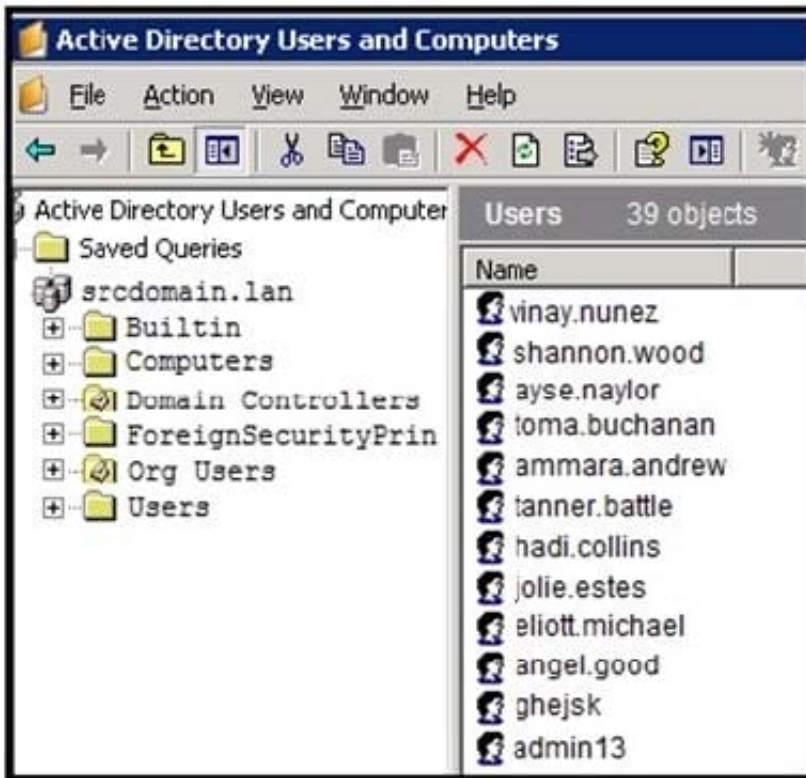 Active Directory Users and Computers
File Action View Window Help
Active Directory Users and Computer
Saved Queries
srcdomain.lan
Builtin
Computers
Domain Controllers
ForeignSecurityPrin
Org Users
Users
Users 39 objects
Name
vinay.nunez
shannon.wood
ayse.naylor
toma.buchanan
ammara.andrew
tanner.battle
hadi.collins
jolie.estes
eliott.michael
angel.good
ghejsk
admin13